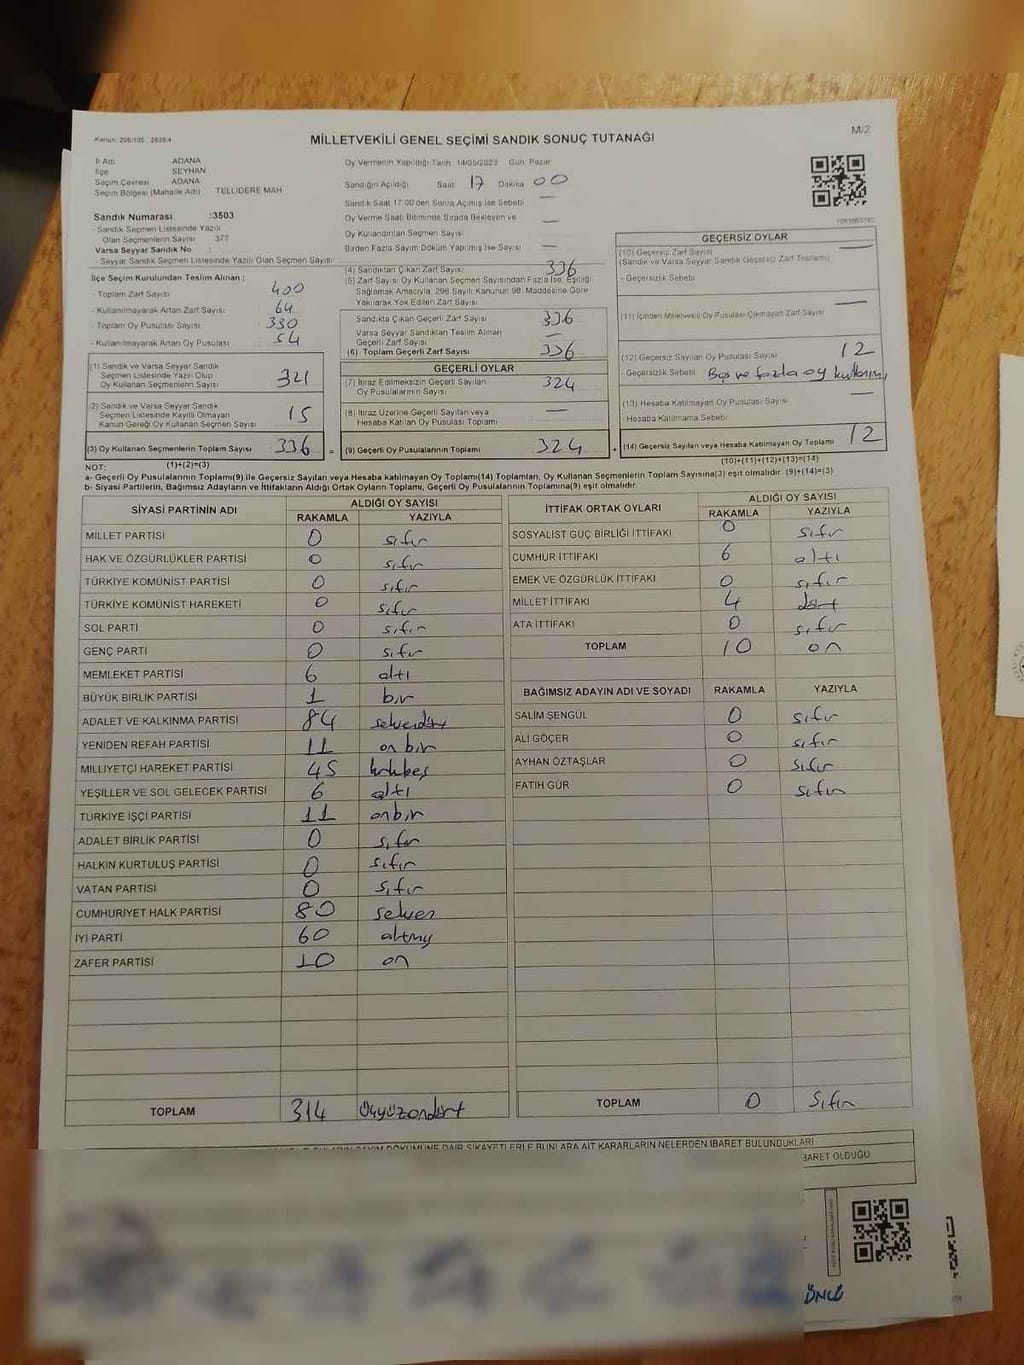 Kanun: 298/105 ; 2839/4
M/2
MİLLETVEKİLİ GENEL SEÇİMİ SANDIK SONUÇ TUTANAĞI
İl Adı ADANA
İlçe SEYHAN
Seçim Çevresi ADANA
Seçim Bölgesi (Mahalle Adı) TELLİDERE MAH
Sandık Numarası :3503
- Sandık Seçmen Listesinde Yazılı
Olan Seçmenlerin Sayısı : 377
Varsa Seyyar Sandık No :
- Seyyar Sandık Seçmen Listesinde Yazılı Olan Seçmen Sayısı
Oy Vermenin Yapıldığı Tarih 14/05/2023 Gün: Pazar
Sandığın Açıldığı Saat: 17 Dakika 00
Sandık Saat 17:00'den Sonra Açılmış İse Sebebi —
Oy Verme Saati Bitiminde Sırada Bekleyen ve
Oy Kullandırılan Seçmen Sayısı —
Birden Fazla Sayım Döküm Yapılmış İse Sayısı —
İlçe Seçim Kurulundan Teslim Alınan ;
- Toplam Zarf Sayısı 400
- Kullanılmayarak Artan Zarf Sayısı 64
- Toplam Oy Pusulası Sayısı
- Kullanılmayarak Artan Oy Pusulası 54
(1) Sandık ve Varsa Seyyar Sandık
Seçmen Listesinde Yazılı Olup
Oy Kullanan Seçmenlerin Sayısı 321
(2) Sandık ve Varsa Seyyar Sandık
Seçmen Listesinde Kayıtlı Olmayan
Kanun Gereği Oy Kullanan Seçmen Sayısı 15
(3) Oy Kullanan Seçmenlerin Toplam Sayısı 336 =
(4) Sandıktan Çıkan Zarf Sayısı 336
(5) Zarf Sayısı Oy Kullanan Seçmen Sayısından Fazla İse, Eşitliği
Sağlamak Amacıyla; 298 Sayılı Kanunun 98. Maddesine Göre
Yakılarak Yok Edilen Zarf Sayısı
Sandıkta Çıkan Geçerli Zarf Sayısı 336
Varsa Seyyar Sandıktan Teslim Alınan
Geçerli Zarf Sayısı —
(6) Toplam Geçerli Zarf Sayısı 336
GEÇERLİ OYLAR
(7) İtiraz Edilmeksizin Geçerli Sayılan
Oy Pusulalarının Sayısı 324
(8) İtiraz Üzerine Geçerli Sayılan veya
Hesaba Katılan Oy Pusulası Toplamı —
(9) Geçerli Oy Pusulalarının Toplamı 324 +
GEÇERSİZ OYLAR
(10) Geçersiz Zarf Sayısı —
(Sandık ve Varsa Seyyar Sandık Geçersiz Zarf Toplamı)
- Geçersizlik Sebebi:
(11) İçinden Milletvekili Oy Pusulası Çıkmayan Zarf Sayısı —
(12) Geçersiz Sayılan Oy Pusulası Sayısı 12
- Geçersizlik Sebebi: Boş ve fazla oy kullanımı
(13) Hesaba Katılmayan Oy Pusulası Sayısı —
- Hesaba Katılmama Sebebi:
(14) Geçersiz Sayılan veya Hesaba Katılmayan Oy Toplamı 12
NOT: (1)+(2)=(3)
(10)+(11)+(12)+(13)=(14)
a- Geçerli Oy Pusulalarının Toplamı(9) ile Geçersiz Sayılan veya Hesaba katılmayan Oy Toplamı(14) Toplamları, Oy Kullanan Seçmenlerin Toplam Sayısına(3) eşit olmalıdır. (9)+(14)=(3)
b- Siyasi Partilerin, Bağımsız Adayların ve İttifakların Aldığı Ortak Oyların Toplamı, Geçerli Oy Pusulalarının Toplamına(9) eşit olmalıdır.
SİYASİ PARTİNİN ADI ALDIĞI OY SAYISI
RAKAMLA YAZIYLA
MİLLET PARTİSİ 0 sıfır
HAK VE ÖZGÜRLÜKLER PARTİSİ 0 sıfır
TÜRKİYE KOMÜNİST PARTİSİ 0 sıfır
TÜRKİYE KOMÜNİST HAREKETİ 0 sıfır
SOL PARTİ 0 sıfır
GENÇ PARTİ 0 sıfır
MEMLEKET PARTİSİ 6 altı
BÜYÜK BİRLİK PARTİSİ 1 bir
ADALET VE KALKINMA PARTİSİ 84 seksendört
YENİDEN REFAH PARTİSİ 11 on bir
MİLLİYETÇİ HAREKET PARTİSİ 45 kırkbeş
YEŞİLLER VE SOL GELECEK PARTİSİ 6 altı
TÜRKİYE İŞÇİ PARTİSİ 11 onbir
ADALET BİRLİK PARTİSİ 0 sıfır
HALKIN KURTULUŞ PARTİSİ 0 sıfır
VATAN PARTİSİ 0 sıfır
CUMHURİYET HALK PARTİSİ 80 seksen
İYİ PARTİ 60 altmış
ZAFER PARTİSİ 10 on
TOPLAM 314 üçyüzondört
İTTİFAK ORTAK OYLARI ALDIĞI OY SAYISI
RAKAMLA YAZIYLA
SOSYALİST GÜÇ BİRLİĞİ İTTİFAKI 0 sıfır
CUMHUR İTTİFAKI 6 altı
EMEK VE ÖZGÜRLÜK İTTİFAKI 0 sıfır
MİLLET İTTİFAKI 4 dört
ATA İTTİFAKI 0 sıfır
TOPLAM 10 on
BAĞIMSIZ ADAYIN ADI VE SOYADI RAKAMLA YAZIYLA
SALİM ŞENGÜL 0 sıfır
ALİ GÖÇER 0 sıfır
AYHAN ÖZTAŞLAR 0 sıfır
FATİH GÜR 0 sıfır
TOPLAM 0 sıfır
SAYIM DÖKÜMÜNE DAİR ŞİKAYETLERLE BUNLARA AİT KARARLARIN NELERDEN İBARET BULUNDUKLARI
İBARET OLDUĞU
ÖNCÜ